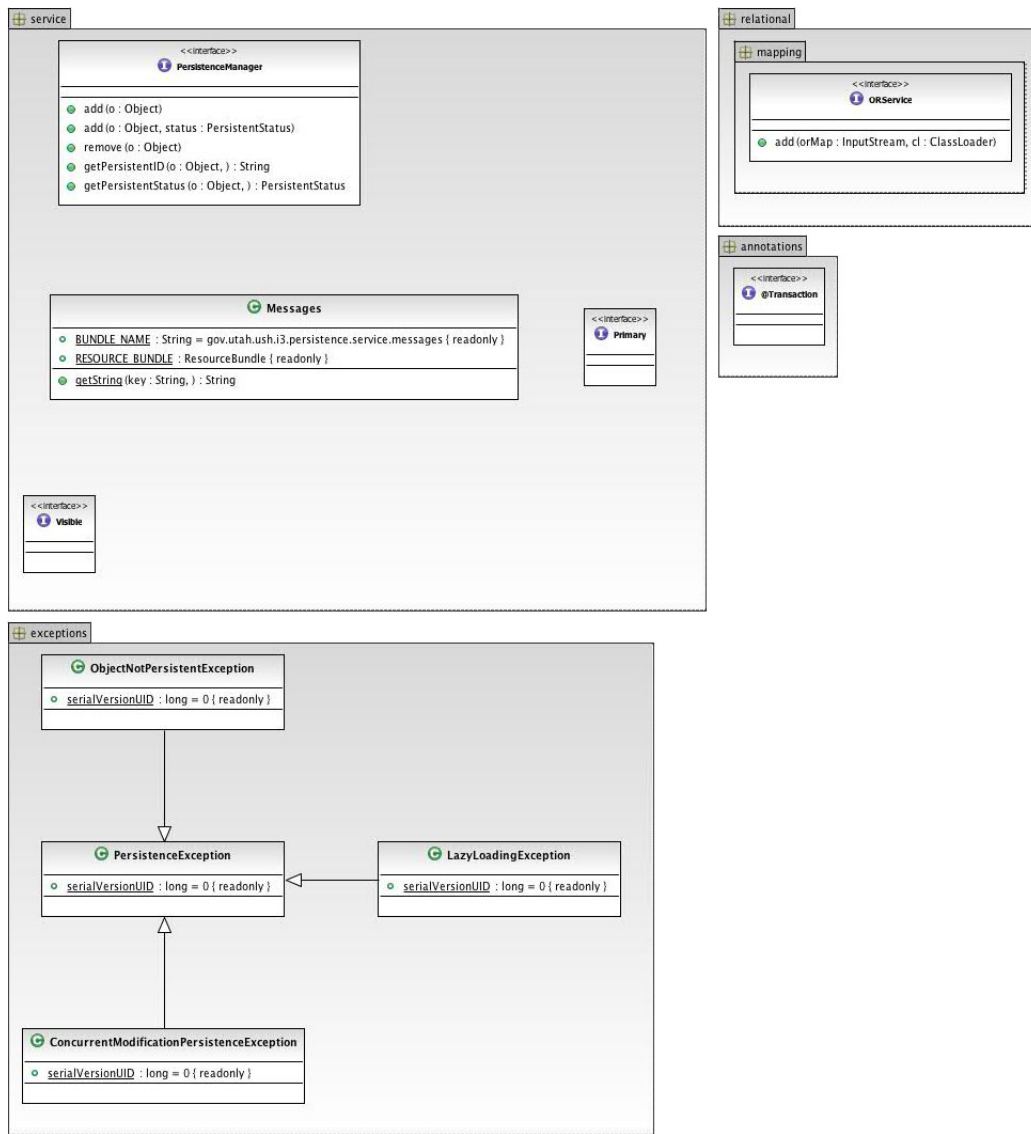 service
<<interface>>
PersistenceManager
add (o : Object)
add (o : Object, status : PersistentStatus)
remove (o : Object)
getPersistentID (o : Object, ) : String
getPersistentStatus (o : Object, ) : PersistentStatus
Messages
BUNDLE_NAME : String = gov.utah.ush.i3.persistence.service.messages { readonly }
RESOURCE_BUNDLE : ResourceBundle { readonly }
getString (key : String, ) : String
<<interface>>
Primary
<<interface>>
Visible
relational
mapping
<<interface>>
ORService
add (orMap : InputStream, cl : ClassLoader)
annotations
<<interface>>
@Transaction
exceptions
ObjectNotPersistentException
serialVersionUID : long = 0 { readonly }
PersistenceException
serialVersionUID : long = 0 { readonly }
LazyLoadingException
serialVersionUID : long = 0 { readonly }
ConcurrentModificationPersistenceException
serialVersionUID : long = 0 { readonly }